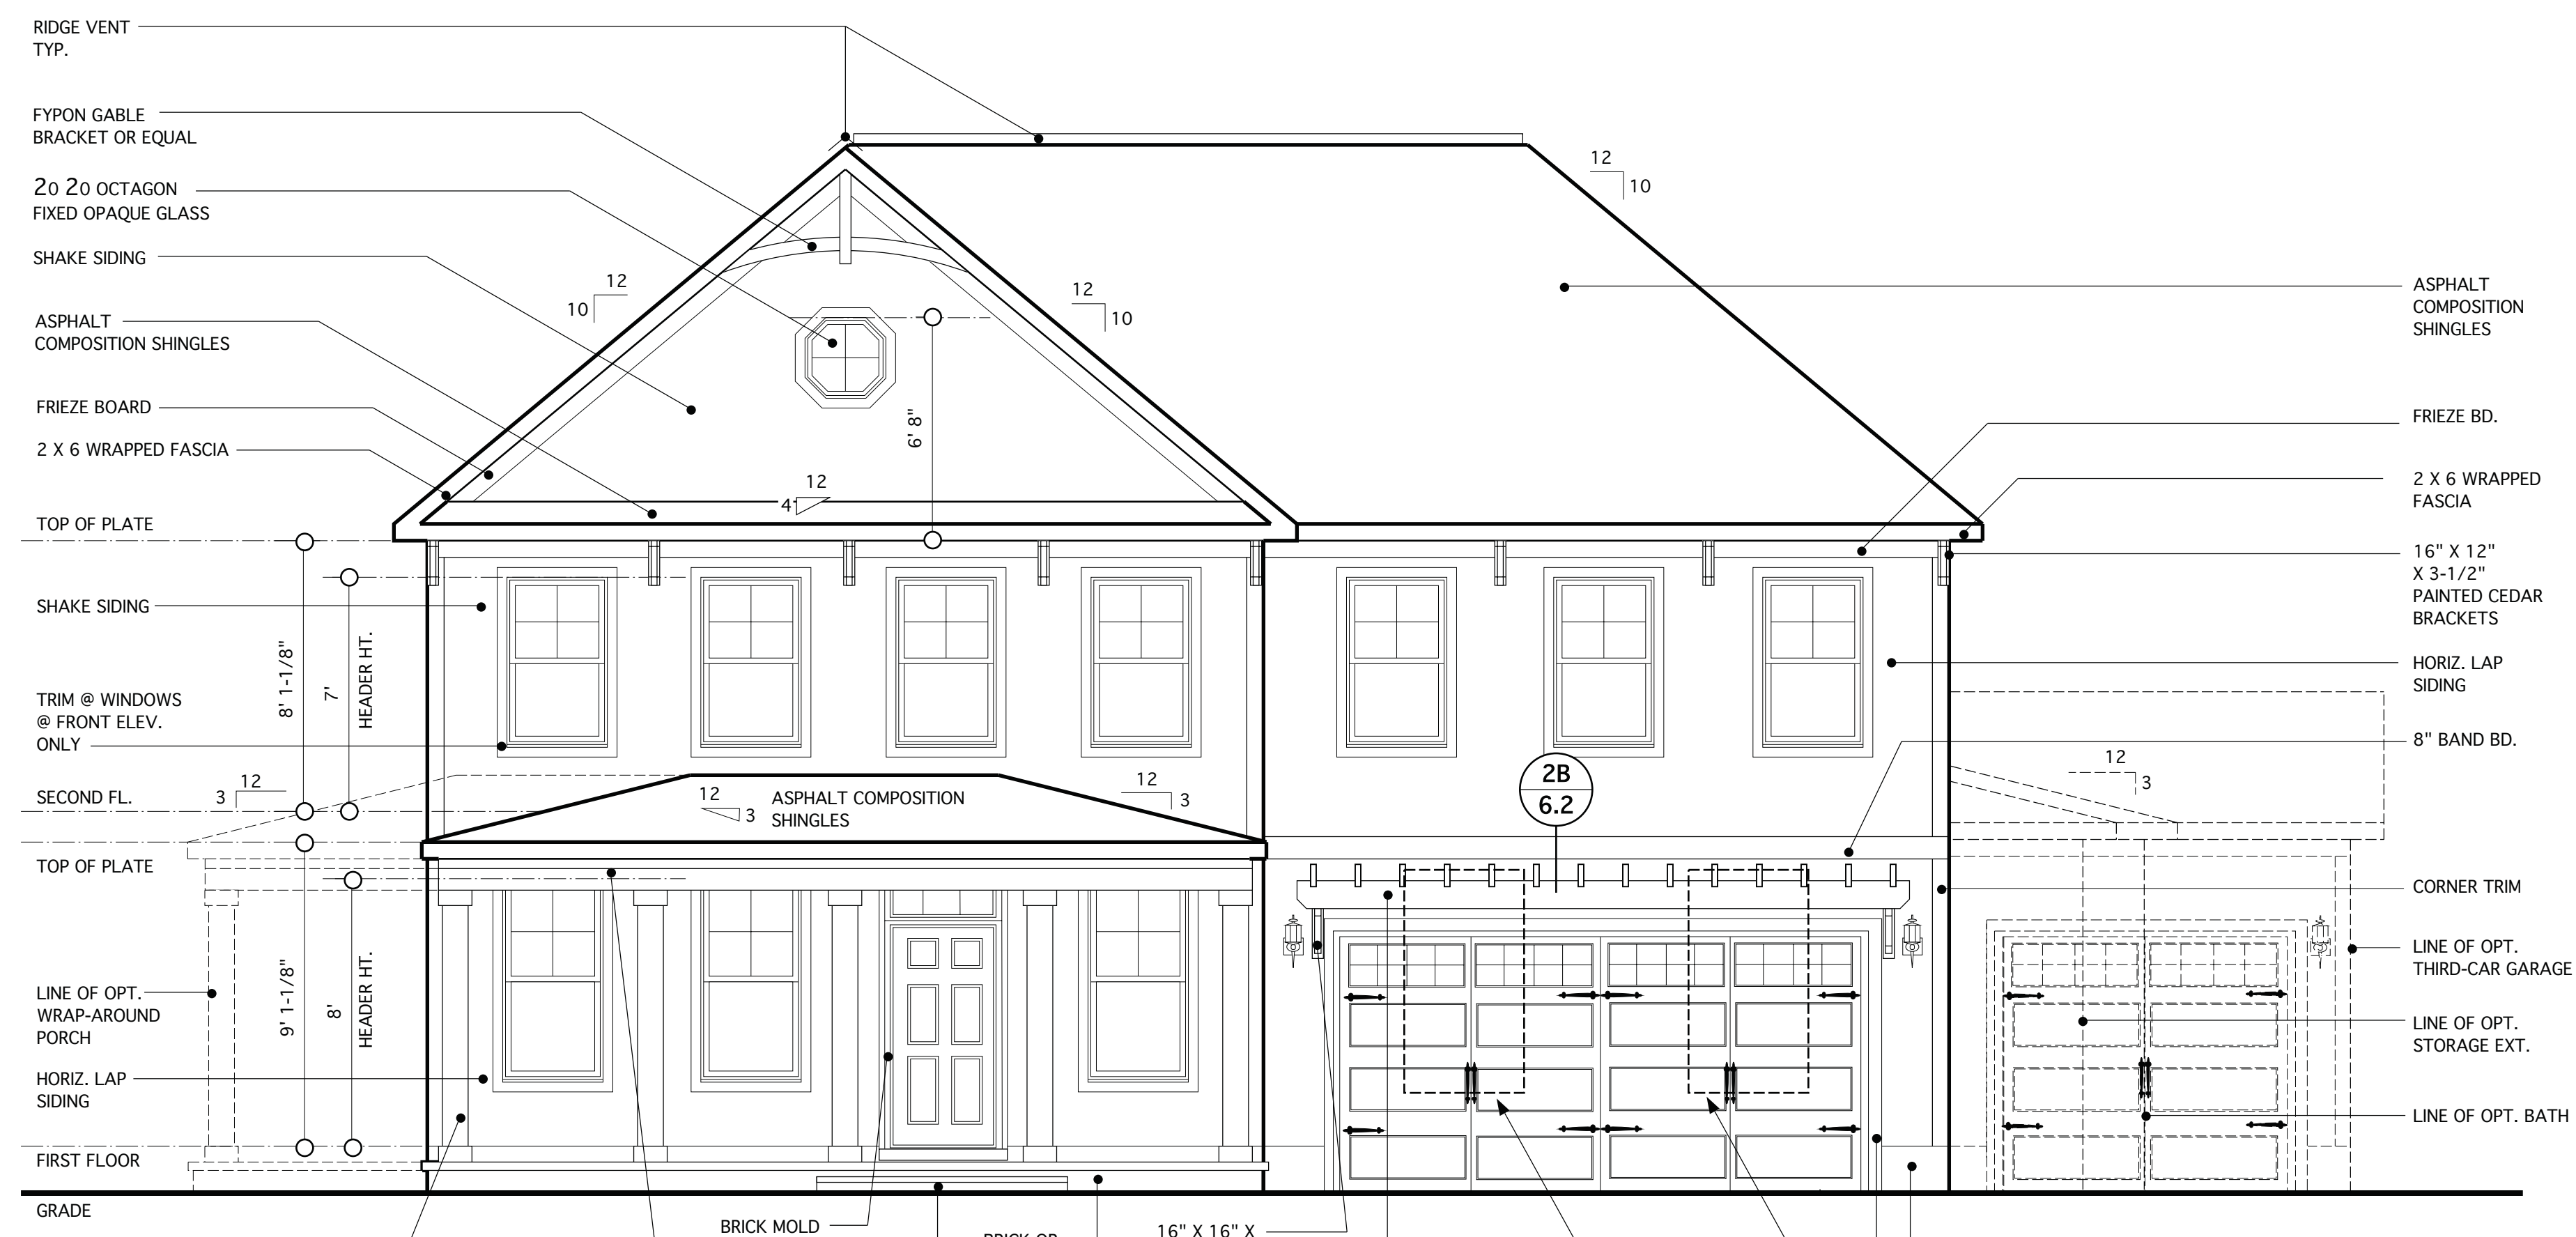 RIDGE VENT
TYP.
FYPON GABLE
BRACKET OR EQUAL
20 20 OCTAGON
FIXED OPAQUE GLASS
SHAKE SIDING
ASPHALT
COMPOSITION SHINGLES
FRIEZE BOARD
2 X 6 WRAPPED FASCIA
TOP OF PLATE
SHAKE SIDING
TRIM @ WINDOWS
@ FRONT ELEV.
ONLY
SECOND FL.
TOP OF PLATE
LINE OF OPT.
WRAP-AROUND
PORCH
HORIZ. LAP
SIDING
FIRST FLOOR
GRADE
8' 1-1/8"
7'
HEADER HT.
12
3
9' 1-1/8"
8'
HEADER HT.
12
10
12
10
12
10
6' 8"
12
4
12
3
ASPHALT COMPOSITION
SHINGLES
12
3
2B
6.2
12
3
ASPHALT
COMPOSITION
SHINGLES
FRIEZE BD.
2 X 6 WRAPPED
FASCIA
16" X 12"
X 3-1/2"
PAINTED CEDAR
BRACKETS
HORIZ. LAP
SIDING
8" BAND BD.
CORNER TRIM
LINE OF OPT.
THIRD-CAR GARAGE
LINE OF OPT.
STORAGE EXT.
LINE OF OPT. BATH
BRICK MOLD
BRICK OR
16" X 16" X